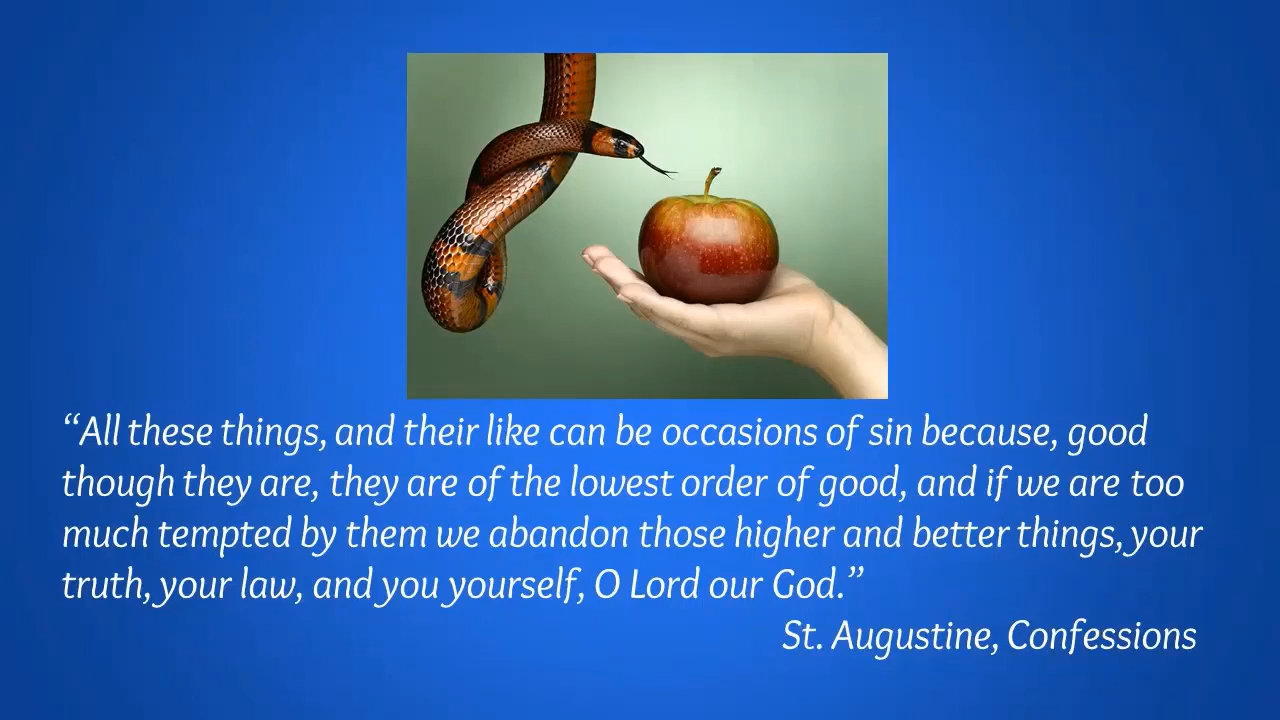 “All these things, and their like can be occasions of sin because, good
though they are, they are of the lowest order of good, and if we are too
much tempted by them we abandon those higher and better things, your
truth, your law, and you yourself, O Lord our God.”
St. Augustine, Confessions